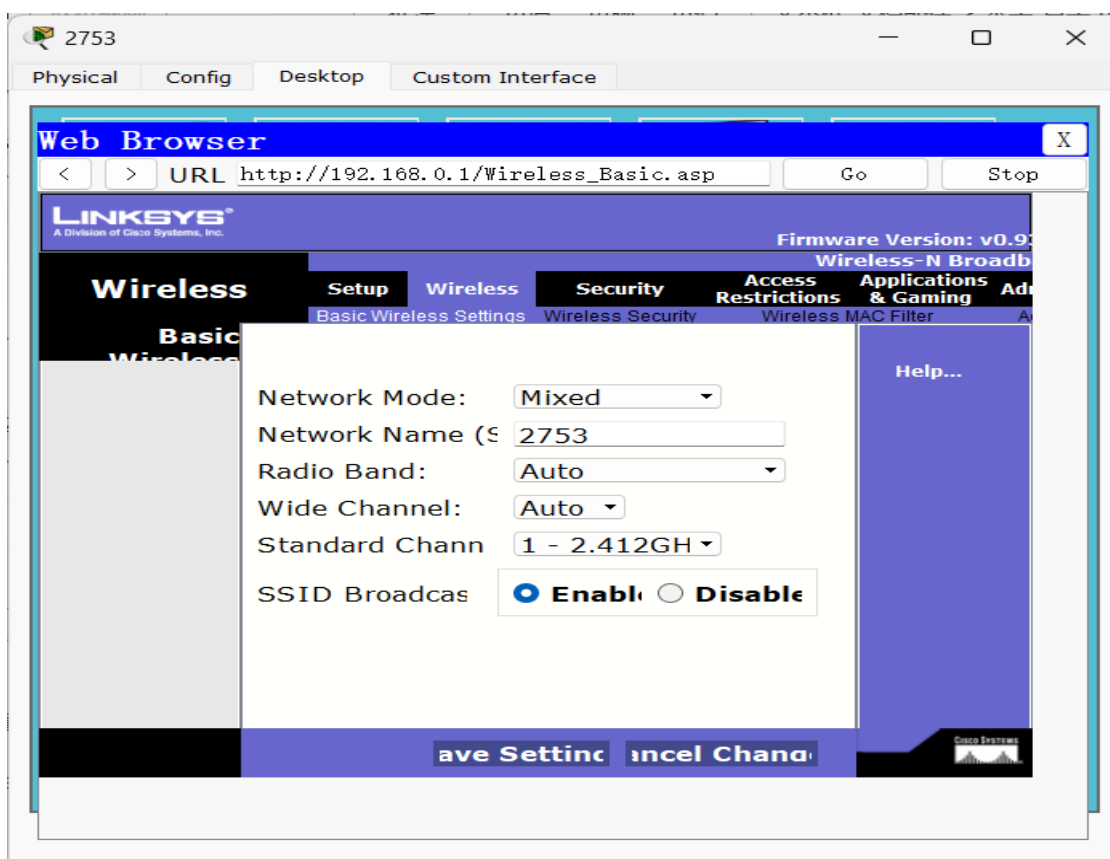 2753
Physical Config Desktop Custom Interface
Web Browser X
< > URL http://192.168.0.1/Wireless_Basic.asp Go Stop
LINKSYS®
A Division of Cisco Systems, Inc.
Firmware Version: v0.9
Wireless-N Broadb
Wireless Setup Wireless Security Access Restrictions Applications & Gaming Ad
Basic Wireless Settings Wireless Security Wireless MAC Filter A
Basic
Wireless
Help...
Network Mode: Mixed
Network Name (S 2753
Radio Band: Auto
Wide Channel: Auto
Standard Chann 1 - 2.412GH
SSID Broadcas Enabl Disable
ave Setting ancel Chang
Cisco Systems